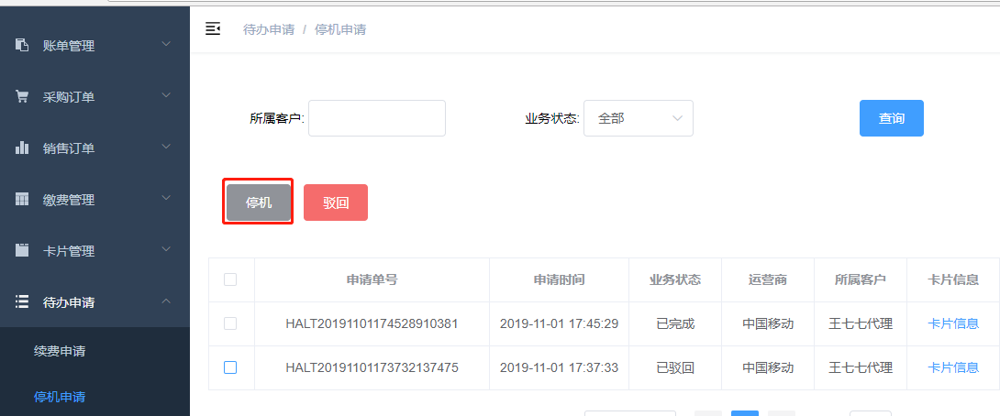 账单管理
采购订单
销售订单
缴费管理
卡片管理
待办申请
续费申请
停机申请
待办申请 / 停机申请
所属客户: 业务状态: 全部 查询
停机 驳回
申请单号 申请时间 业务状态 运营商 所属客户 卡片信息
HALT20191101174528910381 2019-11-01 17:45:29 已完成 中国移动 王七七代理 卡片信息
HALT20191101173732137475 2019-11-01 17:37:33 已驳回 中国移动 王七七代理 卡片信息